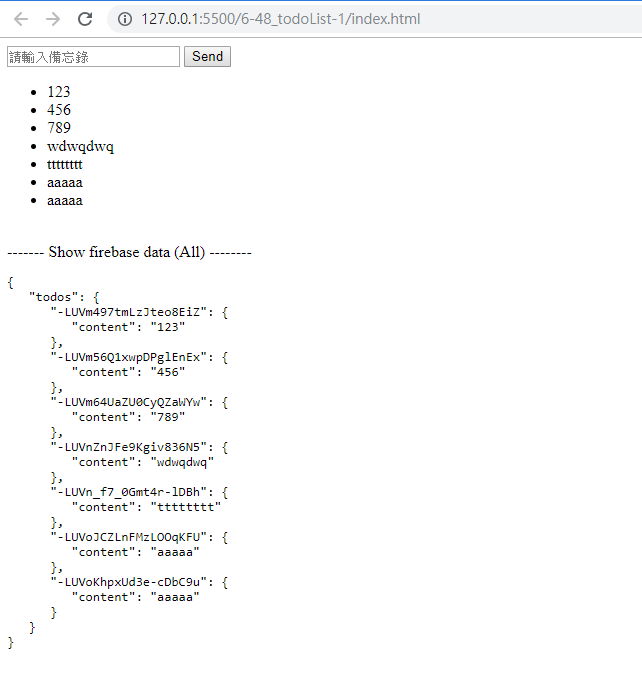 127.0.0.1:5500/6-48_todoList-1/index.html
請輸入備忘錄 Send
• 123
• 456
• 789
• wdwqdwq
• tttttttt
• aaaaa
• aaaaa
------- Show firebase data (All) --------
{
   "todos": {
      "-LUVm497tmLzJteo8EiZ": {
         "content": "123"
      },
      "-LUVm56Q1xwpDPglEnEx": {
         "content": "456"
      },
      "-LUVm64UaZU0CyQZaWYw": {
         "content": "789"
      },
      "-LUVnZnJFe9Kgiv836N5": {
         "content": "wdwqdwq"
      },
      "-LUVn_f7_0Gmt4r-lDBh": {
         "content": "tttttttt"
      },
      "-LUVoJCZLnFMzLOOqKFU": {
         "content": "aaaaa"
      },
      "-LUVoKhpxUd3e-cDbC9u": {
         "content": "aaaaa"
      }
   }
}